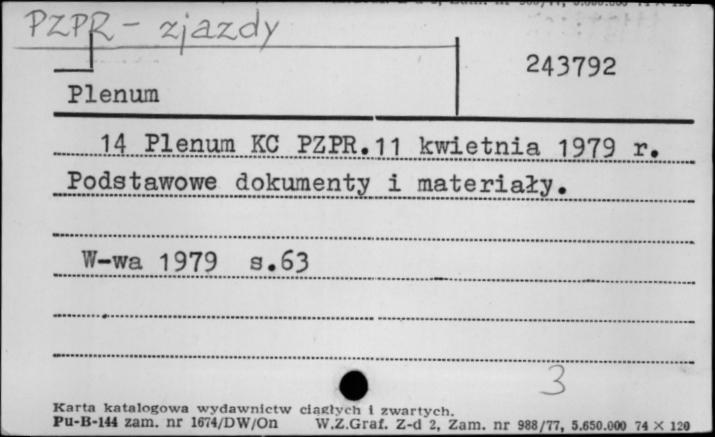 PZPR - zjazdy
243792
Plenum
14 Plenum KC PZPR. 11 kwietnia 1979 r.
Podstawowe dokumenty i materiały.
W-wa 1979 s.63
3
Karta katalogowa wydawnictw ciągłych i zwartych.
Pu-B-144 zam. nr 1674/DW/On W.Z.Graf. Z-d 2, Zam. nr 988/77, 5.650.000 74 × 120